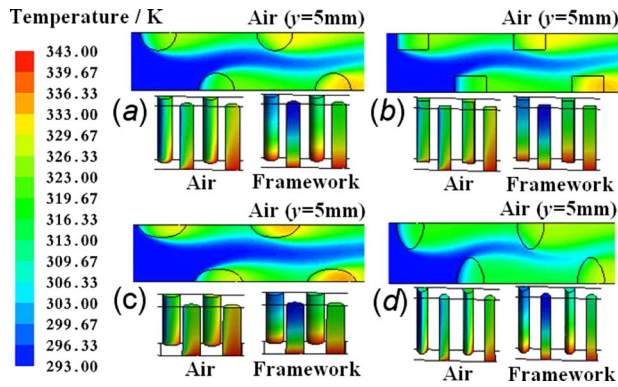 Temperature / K
343.00
339.67
336.33
333.00
329.67
326.33
323.00
319.67
316.33
313.00
309.67
306.33
303.00
299.67
296.33
293.00
Air (y=5mm)
(a)
Air
Framework
Air (y=5mm)
(b)
Air
Framework
Air (y=5mm)
(c)
Air
Framework
Air (y=5mm)
(d)
Air
Framework